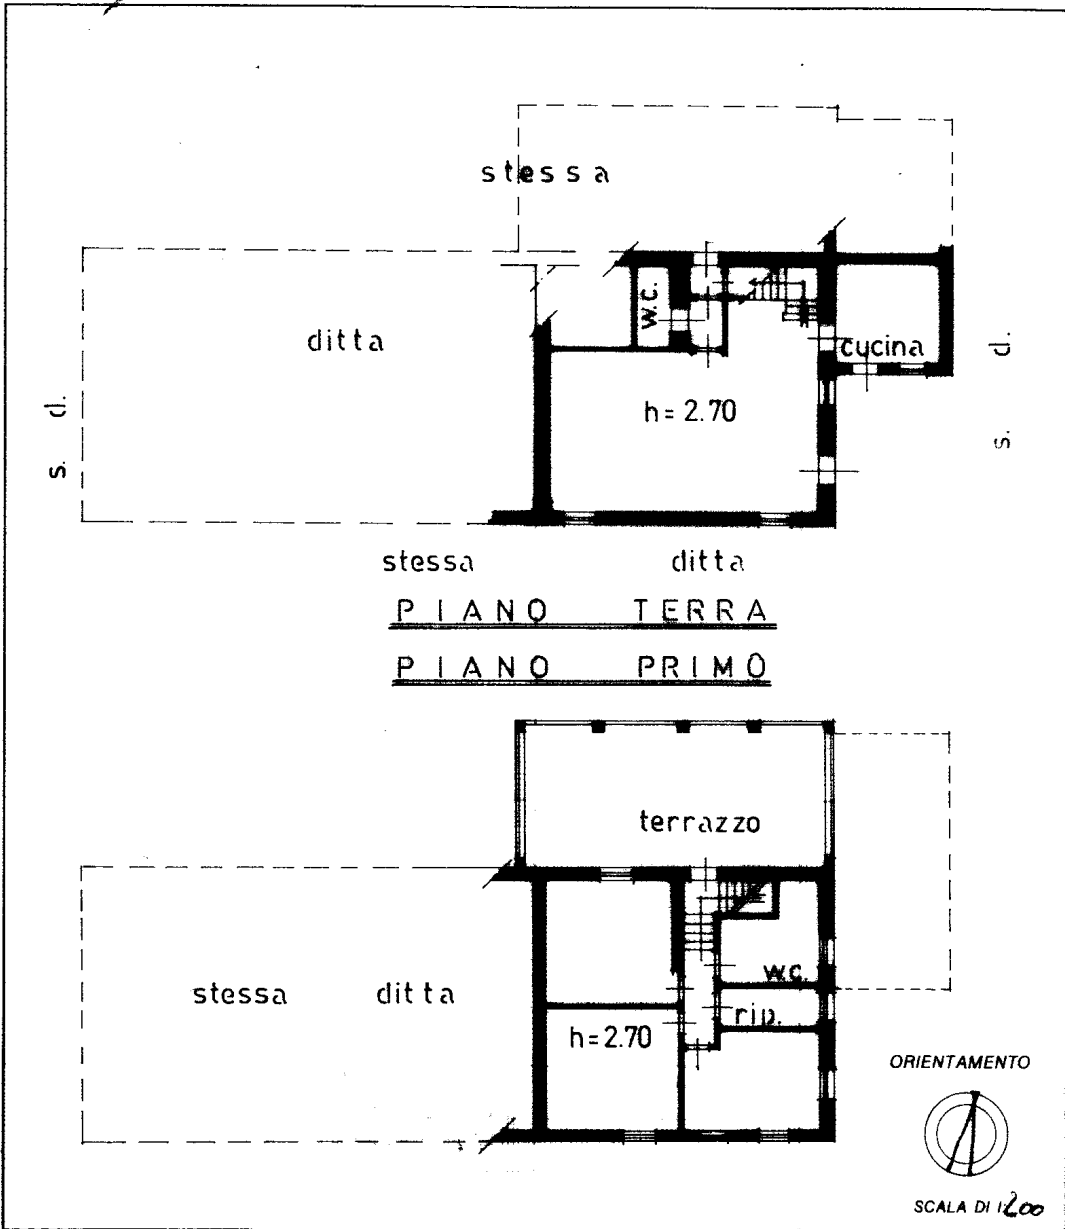 stessa
ditta
w.c.
cucina
h=2.70
s. d.
s. d.
stessa ditta
PIANO TERRA
PIANO PRIMO
terrazzo
stessa ditta
w.c.
rip.
h=2.70
ORIENTAMENTO
SCALA DI 1:200